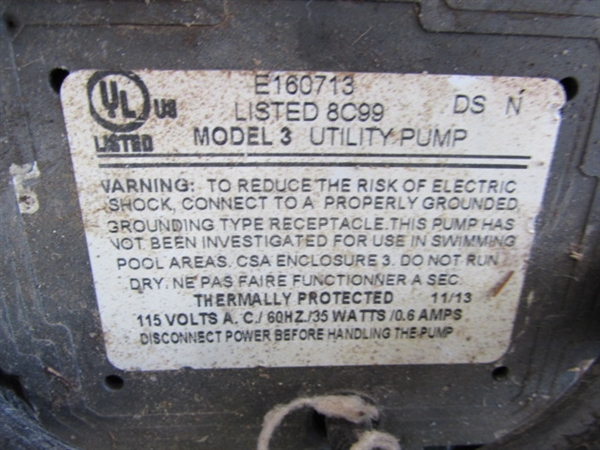 E160713
UL US LISTED
LISTED 8C99 DS N
MODEL 3 UTILITY PUMP
WARNING: TO REDUCE THE RISK OF ELECTRIC
SHOCK, CONNECT TO A PROPERLY GROUNDED
GROUNDING TYPE RECEPTACLE. THIS PUMP HAS
NOT BEEN INVESTIGATED FOR USE IN SWIMMING
POOL AREAS. CSA ENCLOSURE 3. DO NOT RUN
DRY. NE PAS FAIRE FUNCTIONNER A SEC.
THERMALLY PROTECTED 11/13
115 VOLTS A. C./ 60HZ./35 WATTS /0.6 AMPS
DISCONNECT POWER BEFORE HANDLING THE PUMP